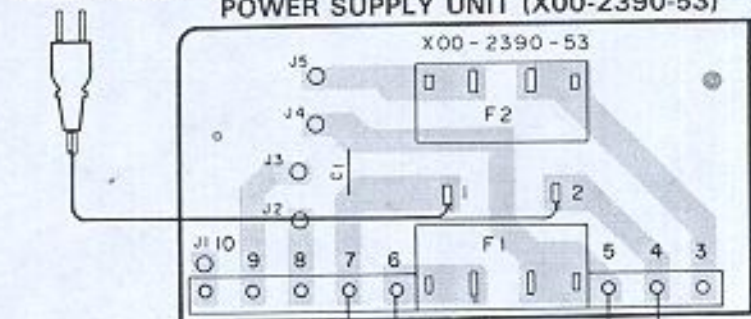 POWER SUPPLY UNIT (X00-2390-53)
X00-2390-53
J5
F2
J4
J3
C1
1
2
J2
J1 10
9
8
7
6
F1
5
4
3